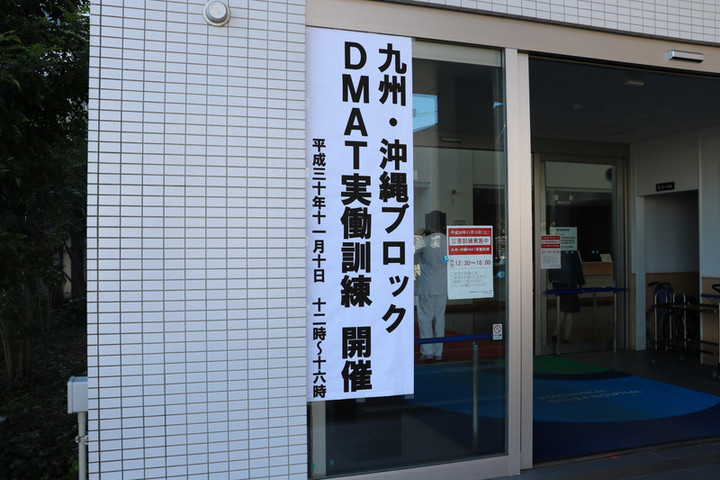 九州・沖縄ブロック
DMAT実働訓練 開催
平成三十年十一月十日 十二時～十六時
災害訓練実施中
12:30～16:00